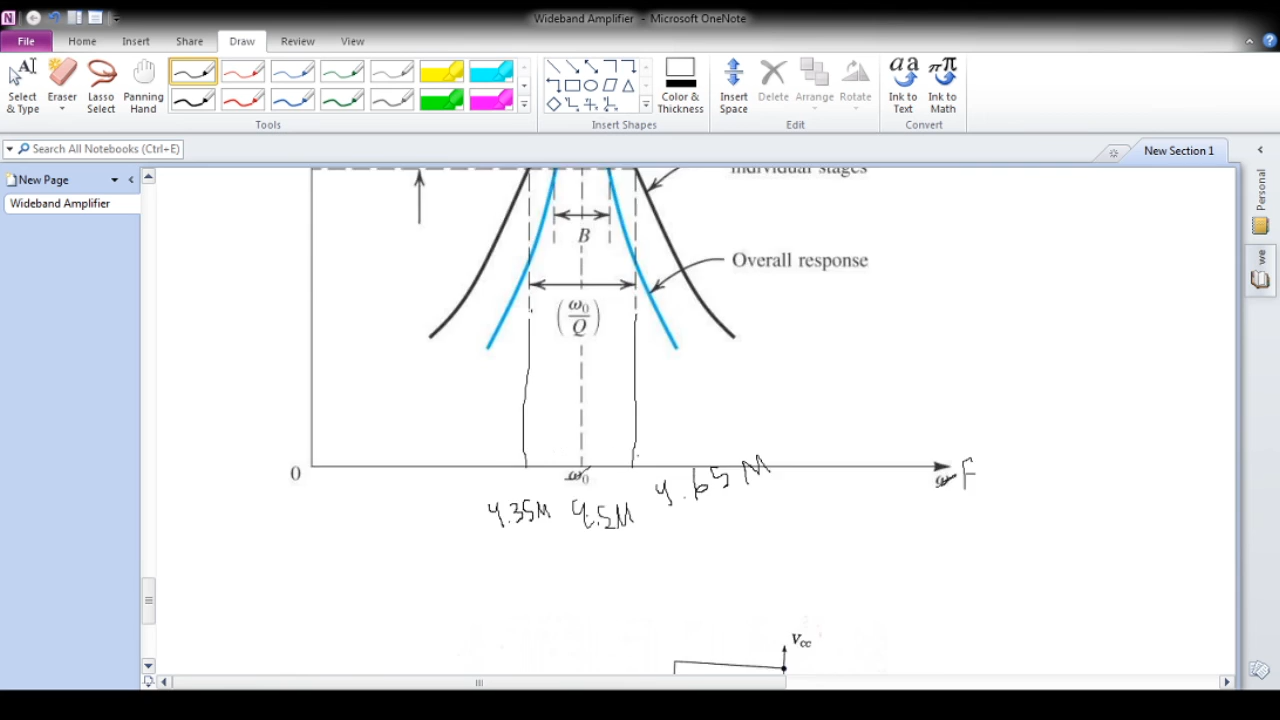 Wideband Amplifier - Microsoft OneNote
File Home Insert Share Draw Review View
Select & Type Eraser Lasso Select Panning Hand Color & Thickness Insert Space Delete Arrange Rotate Ink to Text Ink to Math
Tools Insert Shapes Edit Convert
Search All Notebooks (Ctrl+E) New Section 1
New Page
Wideband Amplifier
Personal
we
Individual stages
B
Overall response
(ω0/Q)
0 ω0 ω F
4.35M 4.5M 4.65M
Vcc